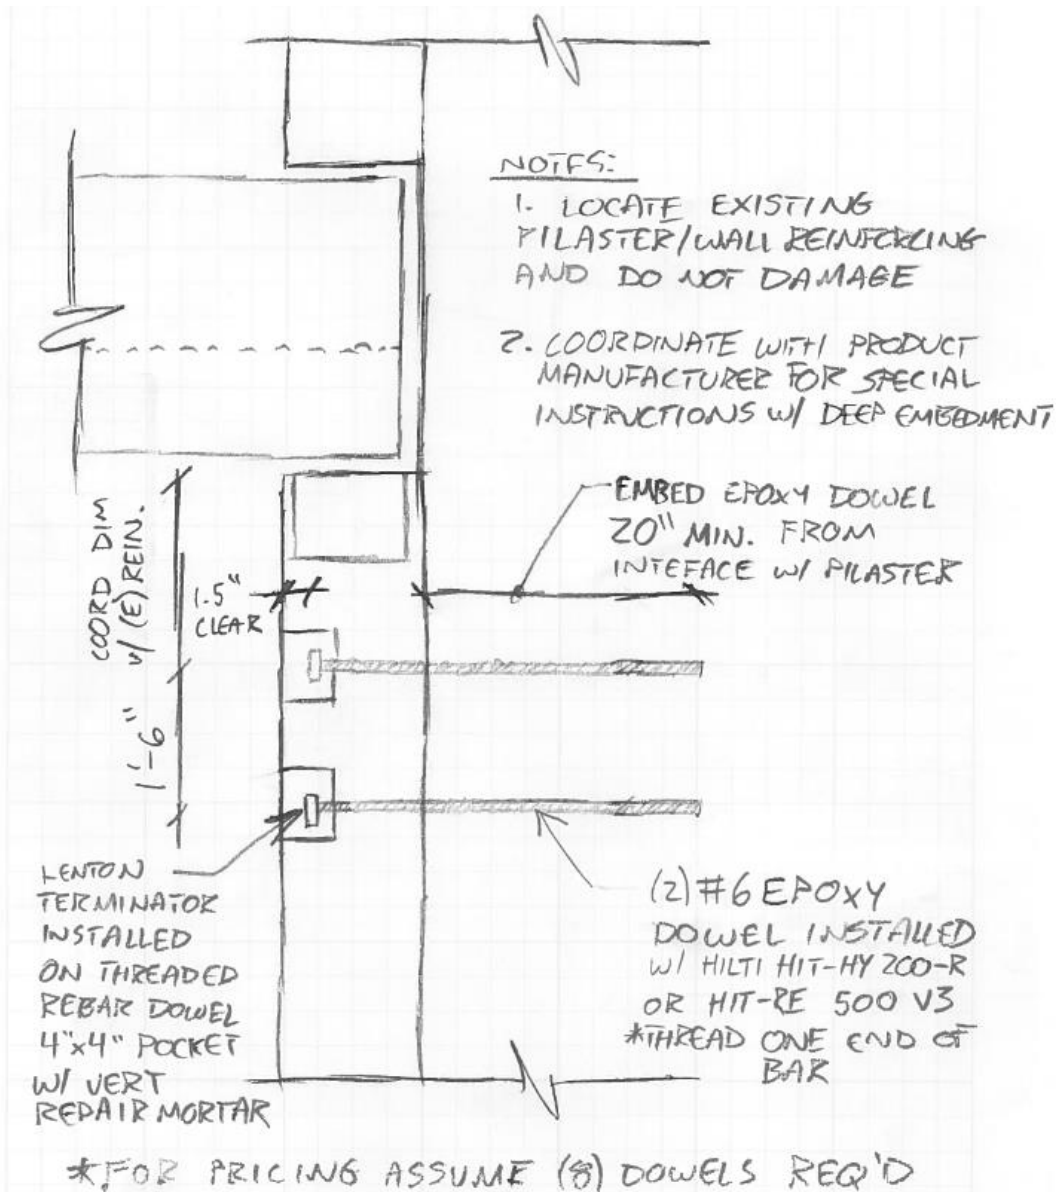 NOTES:
1. LOCATE EXISTING
PILASTER/WALL REINFORCING
AND DO NOT DAMAGE
2. COORDINATE WITH PRODUCT
MANUFACTURER FOR SPECIAL
INSTRUCTIONS W/ DEEP EMBEDMENT
EMBED EPOXY DOWEL
20" MIN. FROM
INTEFACE W/ PILASTER
COORD DIM
W/ (E) REIN.
1.5"
CLEAR
1'-6"
LENTON
TERMINATOR
INSTALLED
ON THREADED
REBAR DOWEL
4"x4" POCKET
W/ VERT
REPAIR MORTAR
(2) #6 EPOXY
DOWEL INSTALLED
W/ HILTI HIT-HY 200-R
OR HIT-RE 500 V3
*THREAD ONE END OF
BAR
*FOR PRICING ASSUME (8) DOWELS REQ'D